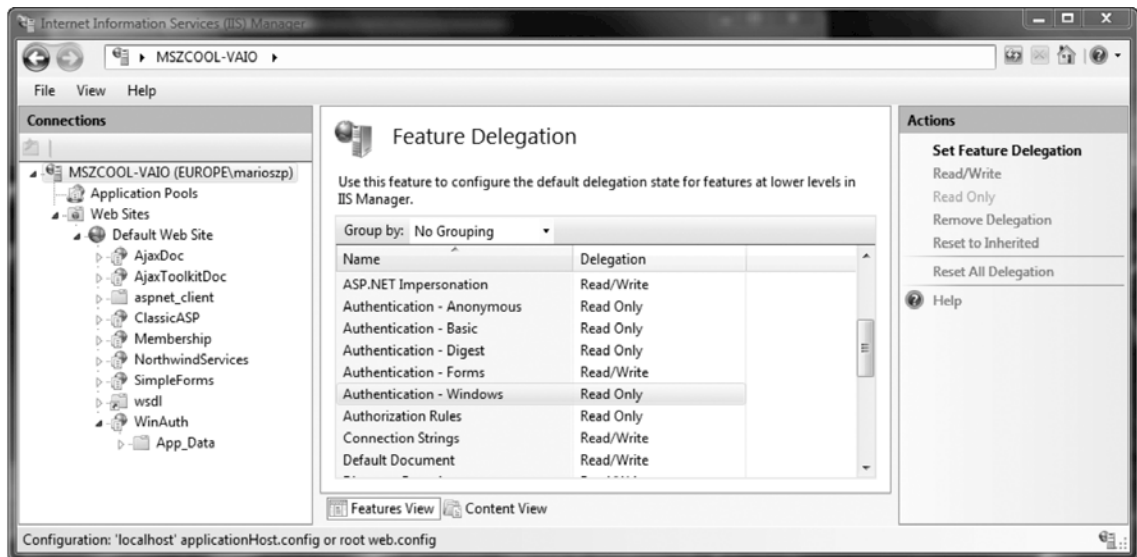 Internet Information Services (IIS) Manager
MSZCOOL-VAIO
File View Help
Connections
MSZCOOL-VAIO (EUROPE\marioszp)
Application Pools
Web Sites
Default Web Site
AjaxDoc
AjaxToolkitDoc
aspnet_client
ClassicASP
Membership
NorthwindServices
SimpleForms
wsdl
WinAuth
App_Data
Feature Delegation
Use this feature to configure the default delegation state for features at lower levels in
IIS Manager.
Group by: No Grouping
Name Delegation
ASP.NET Impersonation Read/Write
Authentication - Anonymous Read Only
Authentication - Basic Read Only
Authentication - Digest Read Only
Authentication - Forms Read/Write
Authentication - Windows Read Only
Authorization Rules Read Only
Connection Strings Read/Write
Default Document Read/Write
Features View Content View
Actions
Set Feature Delegation
Read/Write
Read Only
Remove Delegation
Reset to Inherited
Reset All Delegation
Help
Configuration: 'localhost' applicationHost.config or root web.config